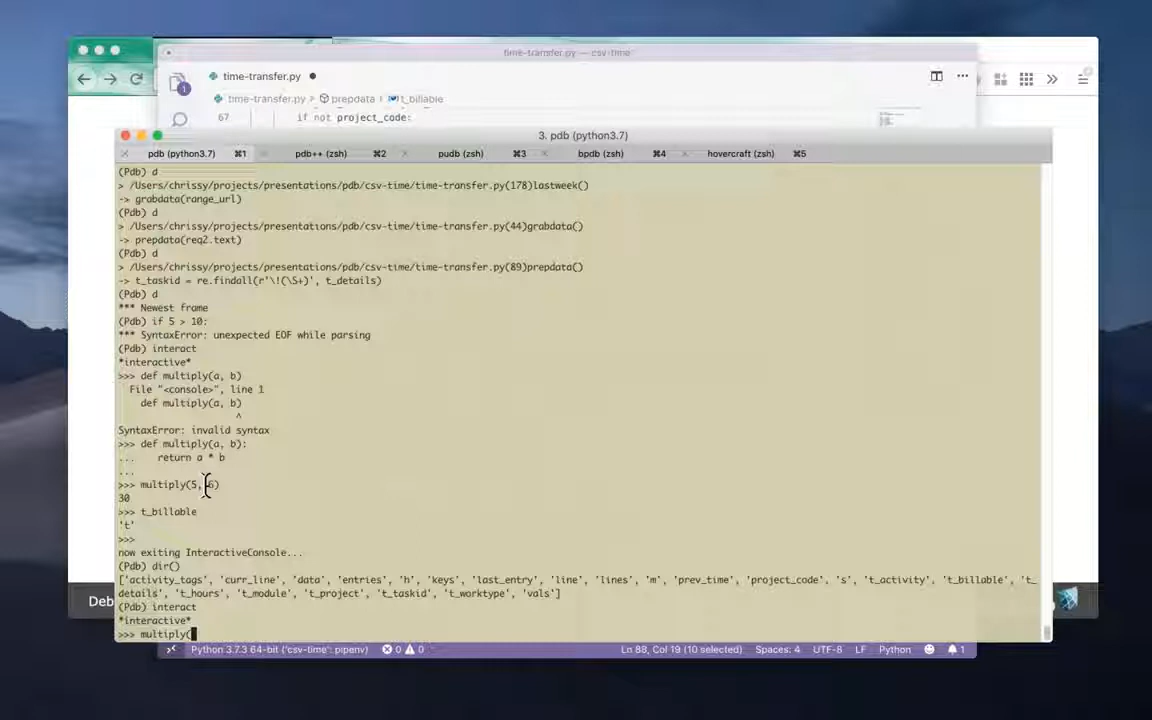 time-transfer.py — csv-time
time-transfer.py
time-transfer.py > prepdata > t_billable
67 if not project_code:
3. pdb (python3.7)
pdb (python3.7) ⌘1 pdb++ (zsh) ⌘2 pudb (zsh) ⌘3 bpdb (zsh) ⌘4 hovercraft (zsh) ⌘5
(Pdb) d
> /Users/chrissy/projects/presentations/pdb/csv-time/time-transfer.py(178)lastweek()
-> grabdata(range_url)
(Pdb) d
> /Users/chrissy/projects/presentations/pdb/csv-time/time-transfer.py(44)grabdata()
-> prepdata(req2.text)
(Pdb) d
> /Users/chrissy/projects/presentations/pdb/csv-time/time-transfer.py(89)prepdata()
-> t_taskid = re.findall(r'\!(\S+)', t_details)
(Pdb) d
*** Newest frame
(Pdb) if 5 > 10:
*** SyntaxError: unexpected EOF while parsing
(Pdb) interact
*interactive*
>>> def multiply(a, b)
File "<console>", line 1
def multiply(a, b)
^
SyntaxError: invalid syntax
>>> def multiply(a, b):
... return a * b
...
>>> multiply(5, 6)
30
>>> t_billable
't'
>>>
now exiting InteractiveConsole...
(Pdb) dir()
['activity_tags', 'curr_line', 'data', 'entries', 'h', 'keys', 'last_entry', 'line', 'lines', 'm', 'prev_time', 'project_code', 's', 't_activity', 't_billable', 't_
details', 't_hours', 't_module', 't_project', 't_taskid', 't_worktype', 'vals']
(Pdb) interact
*interactive*
>>> multiply(
Deb
Python 3.7.3 64-bit ('csv-time': pipenv) 0 0 Ln 88, Col 19 (10 selected) Spaces: 4 UTF-8 LF Python 1